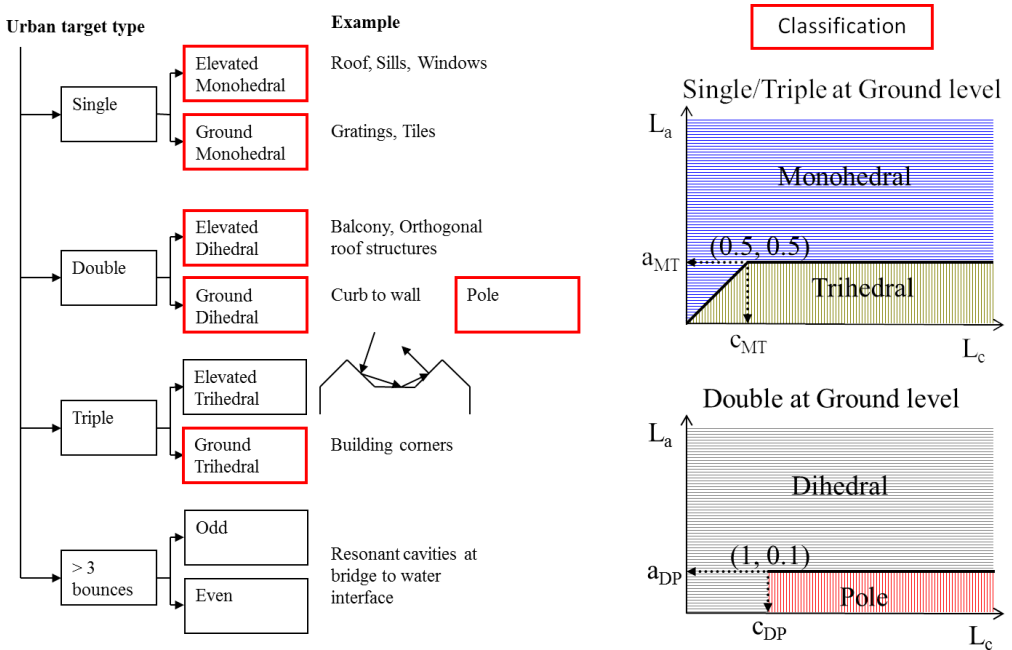 Urban target type
Example
Single
Elevated
Monohedral
Roof, Sills, Windows
Ground
Monohedral
Gratings, Tiles
Double
Elevated
Dihedral
Balcony, Orthogonal
roof structures
Ground
Dihedral
Curb to wall
Pole
Triple
Elevated
Trihedral
Ground
Trihedral
Building corners
> 3
bounces
Odd
Even
Resonant cavities at
bridge to water
interface
Classification
Single/Triple at Ground level
La
Monohedral
(0.5, 0.5)
aMT
Trihedral
cMT
Lc
Double at Ground level
La
Dihedral
(1, 0.1)
aDP
Pole
cDP
Lc